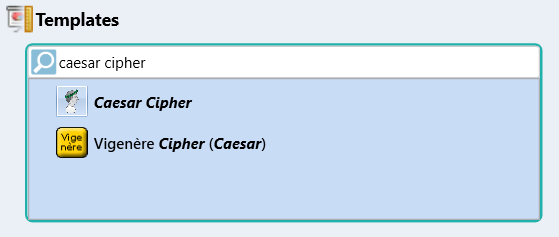 Templates
caesar cipher
Caesar Cipher
Vige
nère
Vigenère Cipher (Caesar)